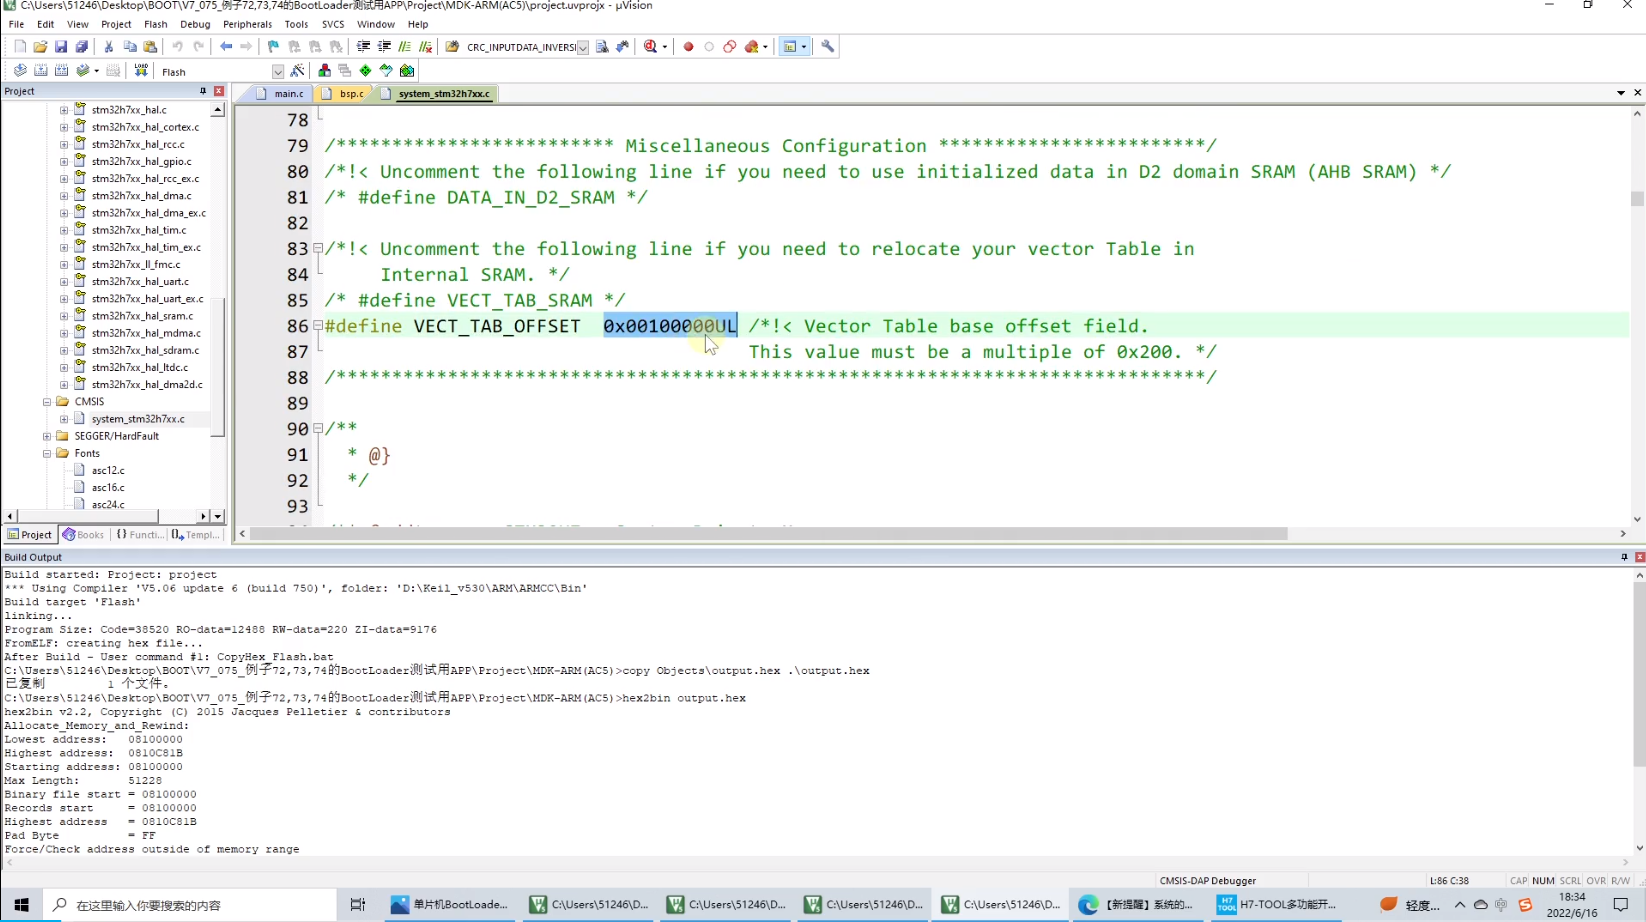 C:\Users\51246\Desktop\BOOT\V7_075_例子72,73,74的BootLoader测试用APP\Project\MDK-ARM(AC5)\project.uvprojx - µVision
File Edit View Project Flash Debug Peripherals Tools SVCS Window Help
CRC_INPUTDATA_INVERSI
LOAD Flash
Project
main.c bsp.c system_stm32h7xx.c
stm32h7xx_hal.c
stm32h7xx_hal_cortex.c
stm32h7xx_hal_rcc.c
stm32h7xx_hal_gpio.c
stm32h7xx_hal_rcc_ex.c
stm32h7xx_hal_dma.c
stm32h7xx_hal_dma_ex.c
stm32h7xx_hal_tim.c
stm32h7xx_hal_tim_ex.c
stm32h7xx_ll_fmc.c
stm32h7xx_hal_uart.c
stm32h7xx_hal_uart_ex.c
stm32h7xx_hal_sram.c
stm32h7xx_hal_mdma.c
stm32h7xx_hal_sdram.c
stm32h7xx_hal_ltdc.c
stm32h7xx_hal_dma2d.c
CMSIS
system_stm32h7xx.c
SEGGER/HardFault
Fonts
asc12.c
asc16.c
asc24.c
Project Books {} Functi... Templ...
78
79 /************************* Miscellaneous Configuration ************************/
80 /*!< Uncomment the following line if you need to use initialized data in D2 domain SRAM (AHB SRAM) */
81 /* #define DATA_IN_D2_SRAM */
82
83 /*!< Uncomment the following line if you need to relocate your vector Table in
84 Internal SRAM. */
85 /* #define VECT_TAB_SRAM */
86 #define VECT_TAB_OFFSET 0x00100000UL /*!< Vector Table base offset field.
87 This value must be a multiple of 0x200. */
88 /******************************************************************************/
89
90 /**
91 * @}
92 */
93
Build Output
Build started: Project: project
*** Using Compiler 'V5.06 update 6 (build 750)', folder: 'D:\Keil_v530\ARM\ARMCC\Bin'
Build target 'Flash'
linking...
Program Size: Code=38520 RO-data=12488 RW-data=220 ZI-data=9176
FromELF: creating hex file...
After Build - User command #1: CopyHex_Flash.bat
C:\Users\51246\Desktop\BOOT\V7_075_例子72,73,74的BootLoader测试用APP\Project\MDK-ARM(AC5)>copy Objects\output.hex .\output.hex
已复制 1 个文件。
C:\Users\51246\Desktop\BOOT\V7_075_例子72,73,74的BootLoader测试用APP\Project\MDK-ARM(AC5)>hex2bin output.hex
hex2bin v2.2, Copyright (C) 2015 Jacques Pelletier & contributors
Allocate_Memory_and_Rewind:
Lowest address: 08100000
Highest address: 0810C81B
Starting address: 08100000
Max Length: 51228
Binary file start = 08100000
Records start = 08100000
Highest address = 0810C81B
Pad Byte = FF
Force/Check address outside of memory range
CMSIS-DAP Debugger L:86 C:38 CAP NUM SCRL OVR R/W
在这里输入你要搜索的内容 单片机BootLoade... C:\Users\51246\D... C:\Users\51246\D... C:\Users\51246\D... C:\Users\51246\D... 【新提醒】系统的... H7-TOOL多功能开... 轻度... 中 18:34
2022/6/16